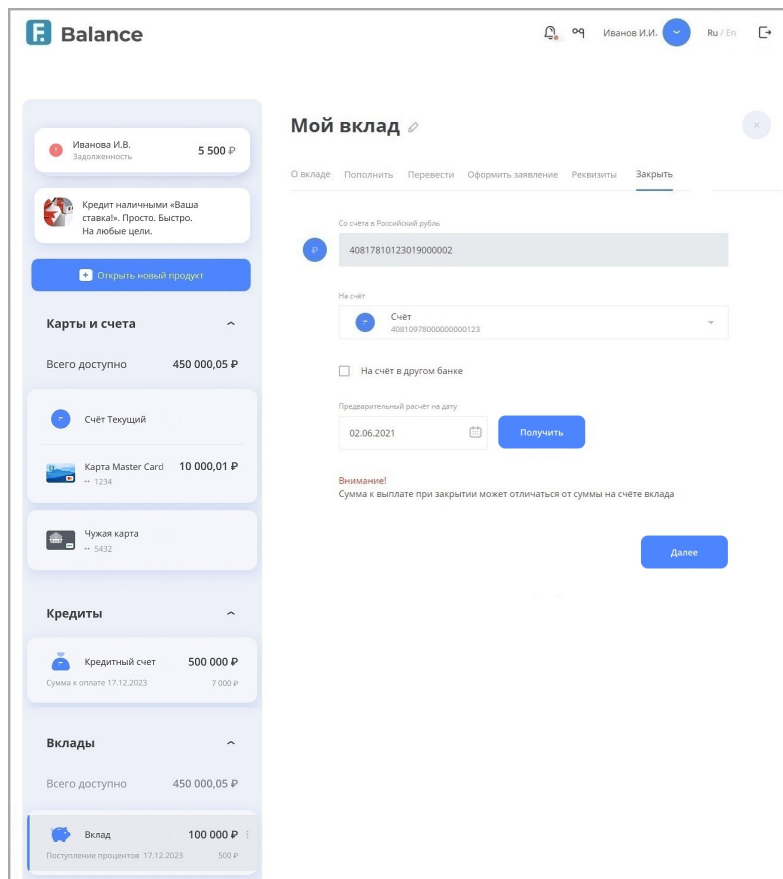 Balance
Иванов И.И.
Ru / En
Иванова И.В.
Задолженность
5 500 ₽
Кредит наличными «Ваша
ставка!». Просто. Быстро.
На любые цели.
Открыть новый продукт
Карты и счета
Всего доступно 450 000,05 ₽
Счёт Текущий
Карта Master Card 10 000,01 ₽
•• 1234
Чужая карта
•• 5432
Кредиты
Кредитный счет 500 000 ₽
Сумма к оплате 17.12.2023 7 000 ₽
Вклады
Всего доступно 450 000,05 ₽
Вклад 100 000 ₽
Поступление процентов 17.12.2023 500 ₽
Мой вклад
О вкладе Пополнить Перевести Оформить заявление Реквизиты Закрыть
Со счёта в Российский рубль
₽
40817810123019000002
На счёт
Счёт
40810978000000000123
На счёт в другом банке
Предварительный расчёт на дату
02.06.2021
Получить
Внимание!
Сумма к выплате при закрытии может отличаться от суммы на счёте вклада
Далее